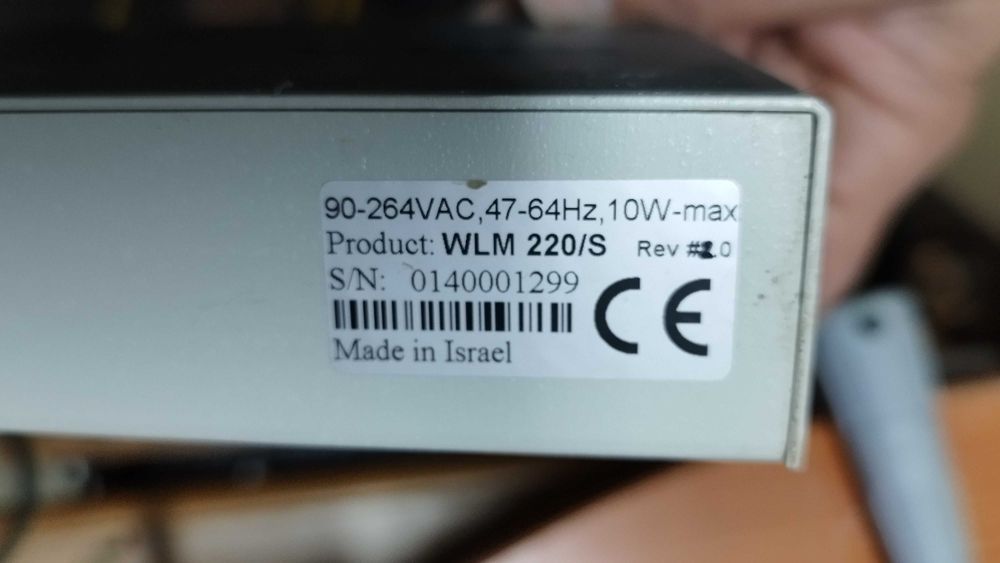 90-264VAC,47-64Hz,10W-max
Product: WLM 220/S Rev
S/N: 0140001299
CE
Made in Israel